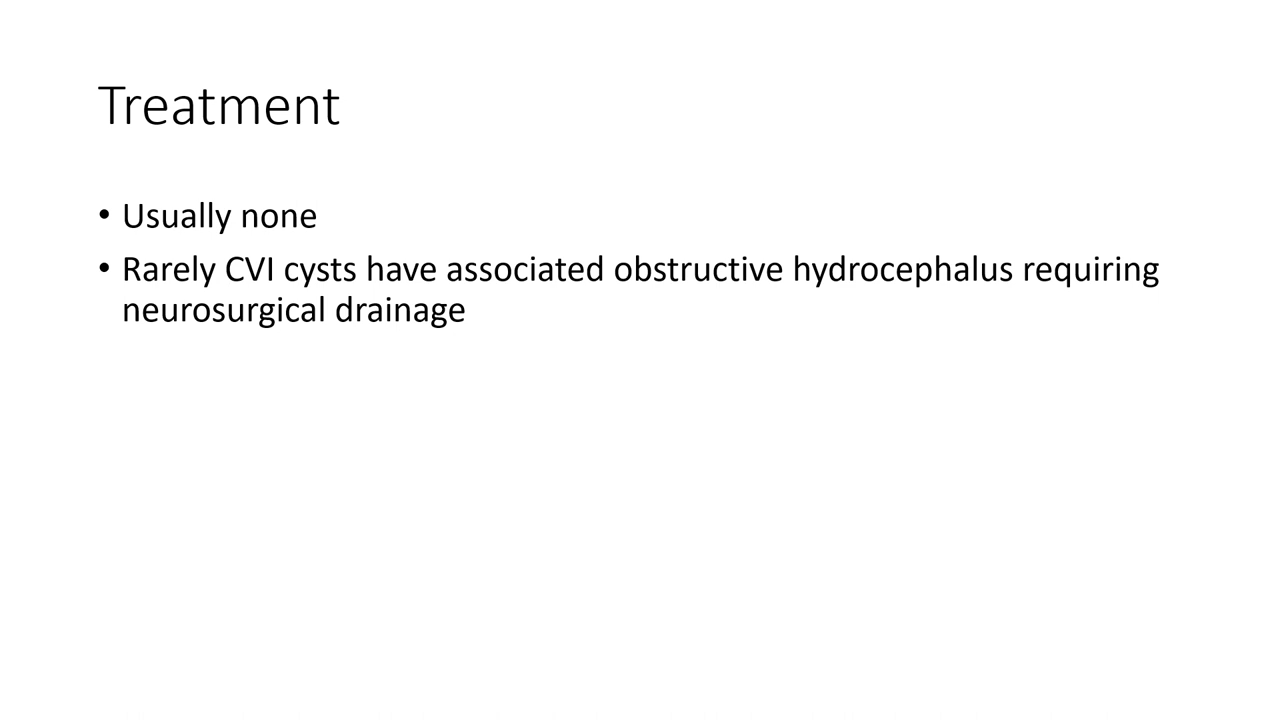 Treatment
• Usually none
• Rarely CVI cysts have associated obstructive hydrocephalus requiring
neurosurgical drainage